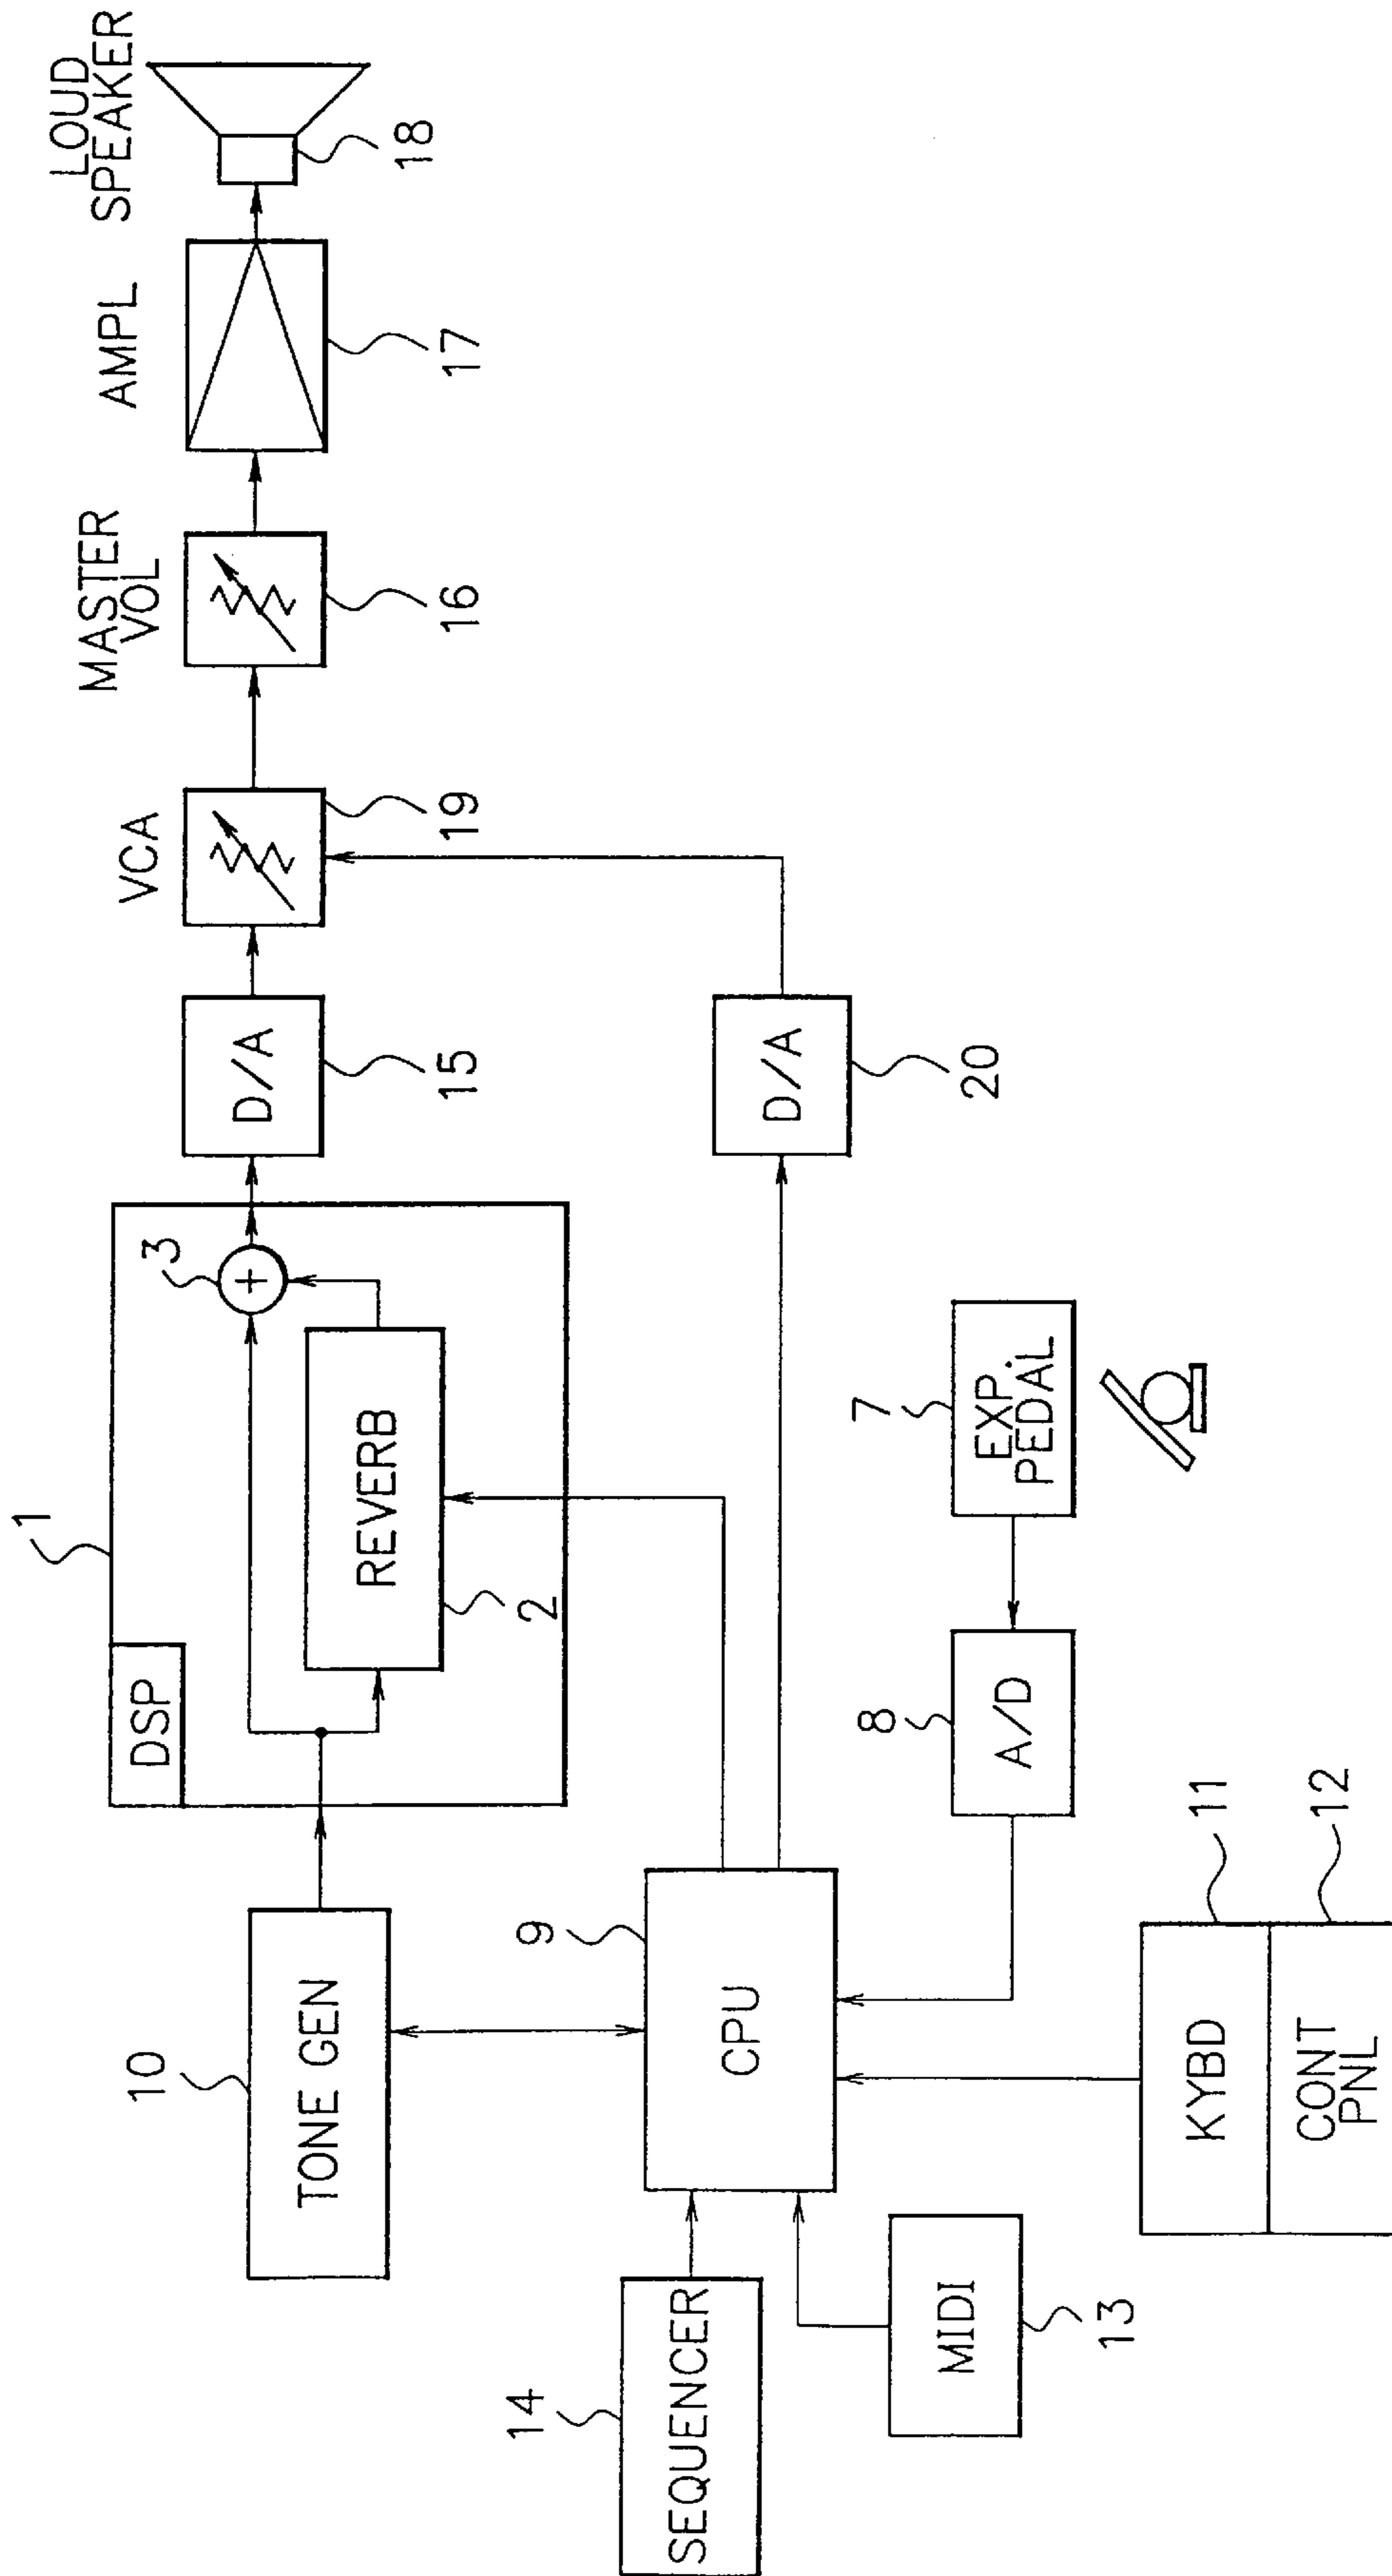 LOUD
SPEAKER
18
AMPL
17
MASTER
VOL
16
VCA
19
D/A
15
D/A
20
1
DSP
3
REVERB
2
7
EXP.
PEDAL
8
A/D
10
TONE GEN
9
CPU
11
KYBD
12
CONT
PNL
14
SEQUENCER
MIDI
13